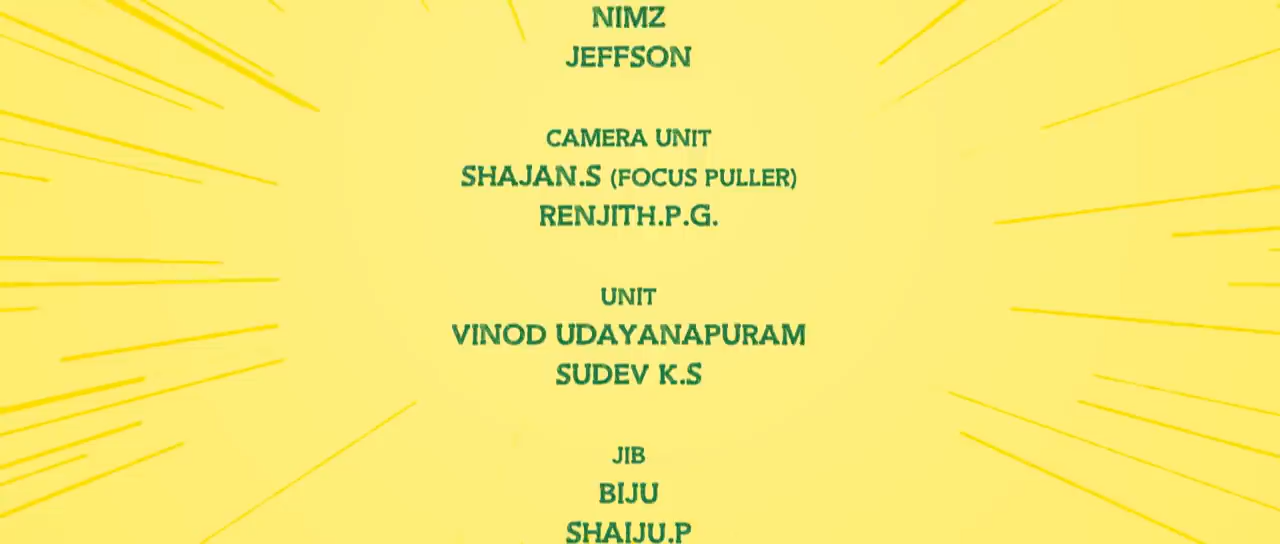 NIMZ
JEFFSON
CAMERA UNIT
SHAJAN.S (FOCUS PULLER)
RENJITH.P.G.
UNIT
VINOD UDAYANAPURAM
SUDEV K.S
JIB
BIJU
SHAIJU.P